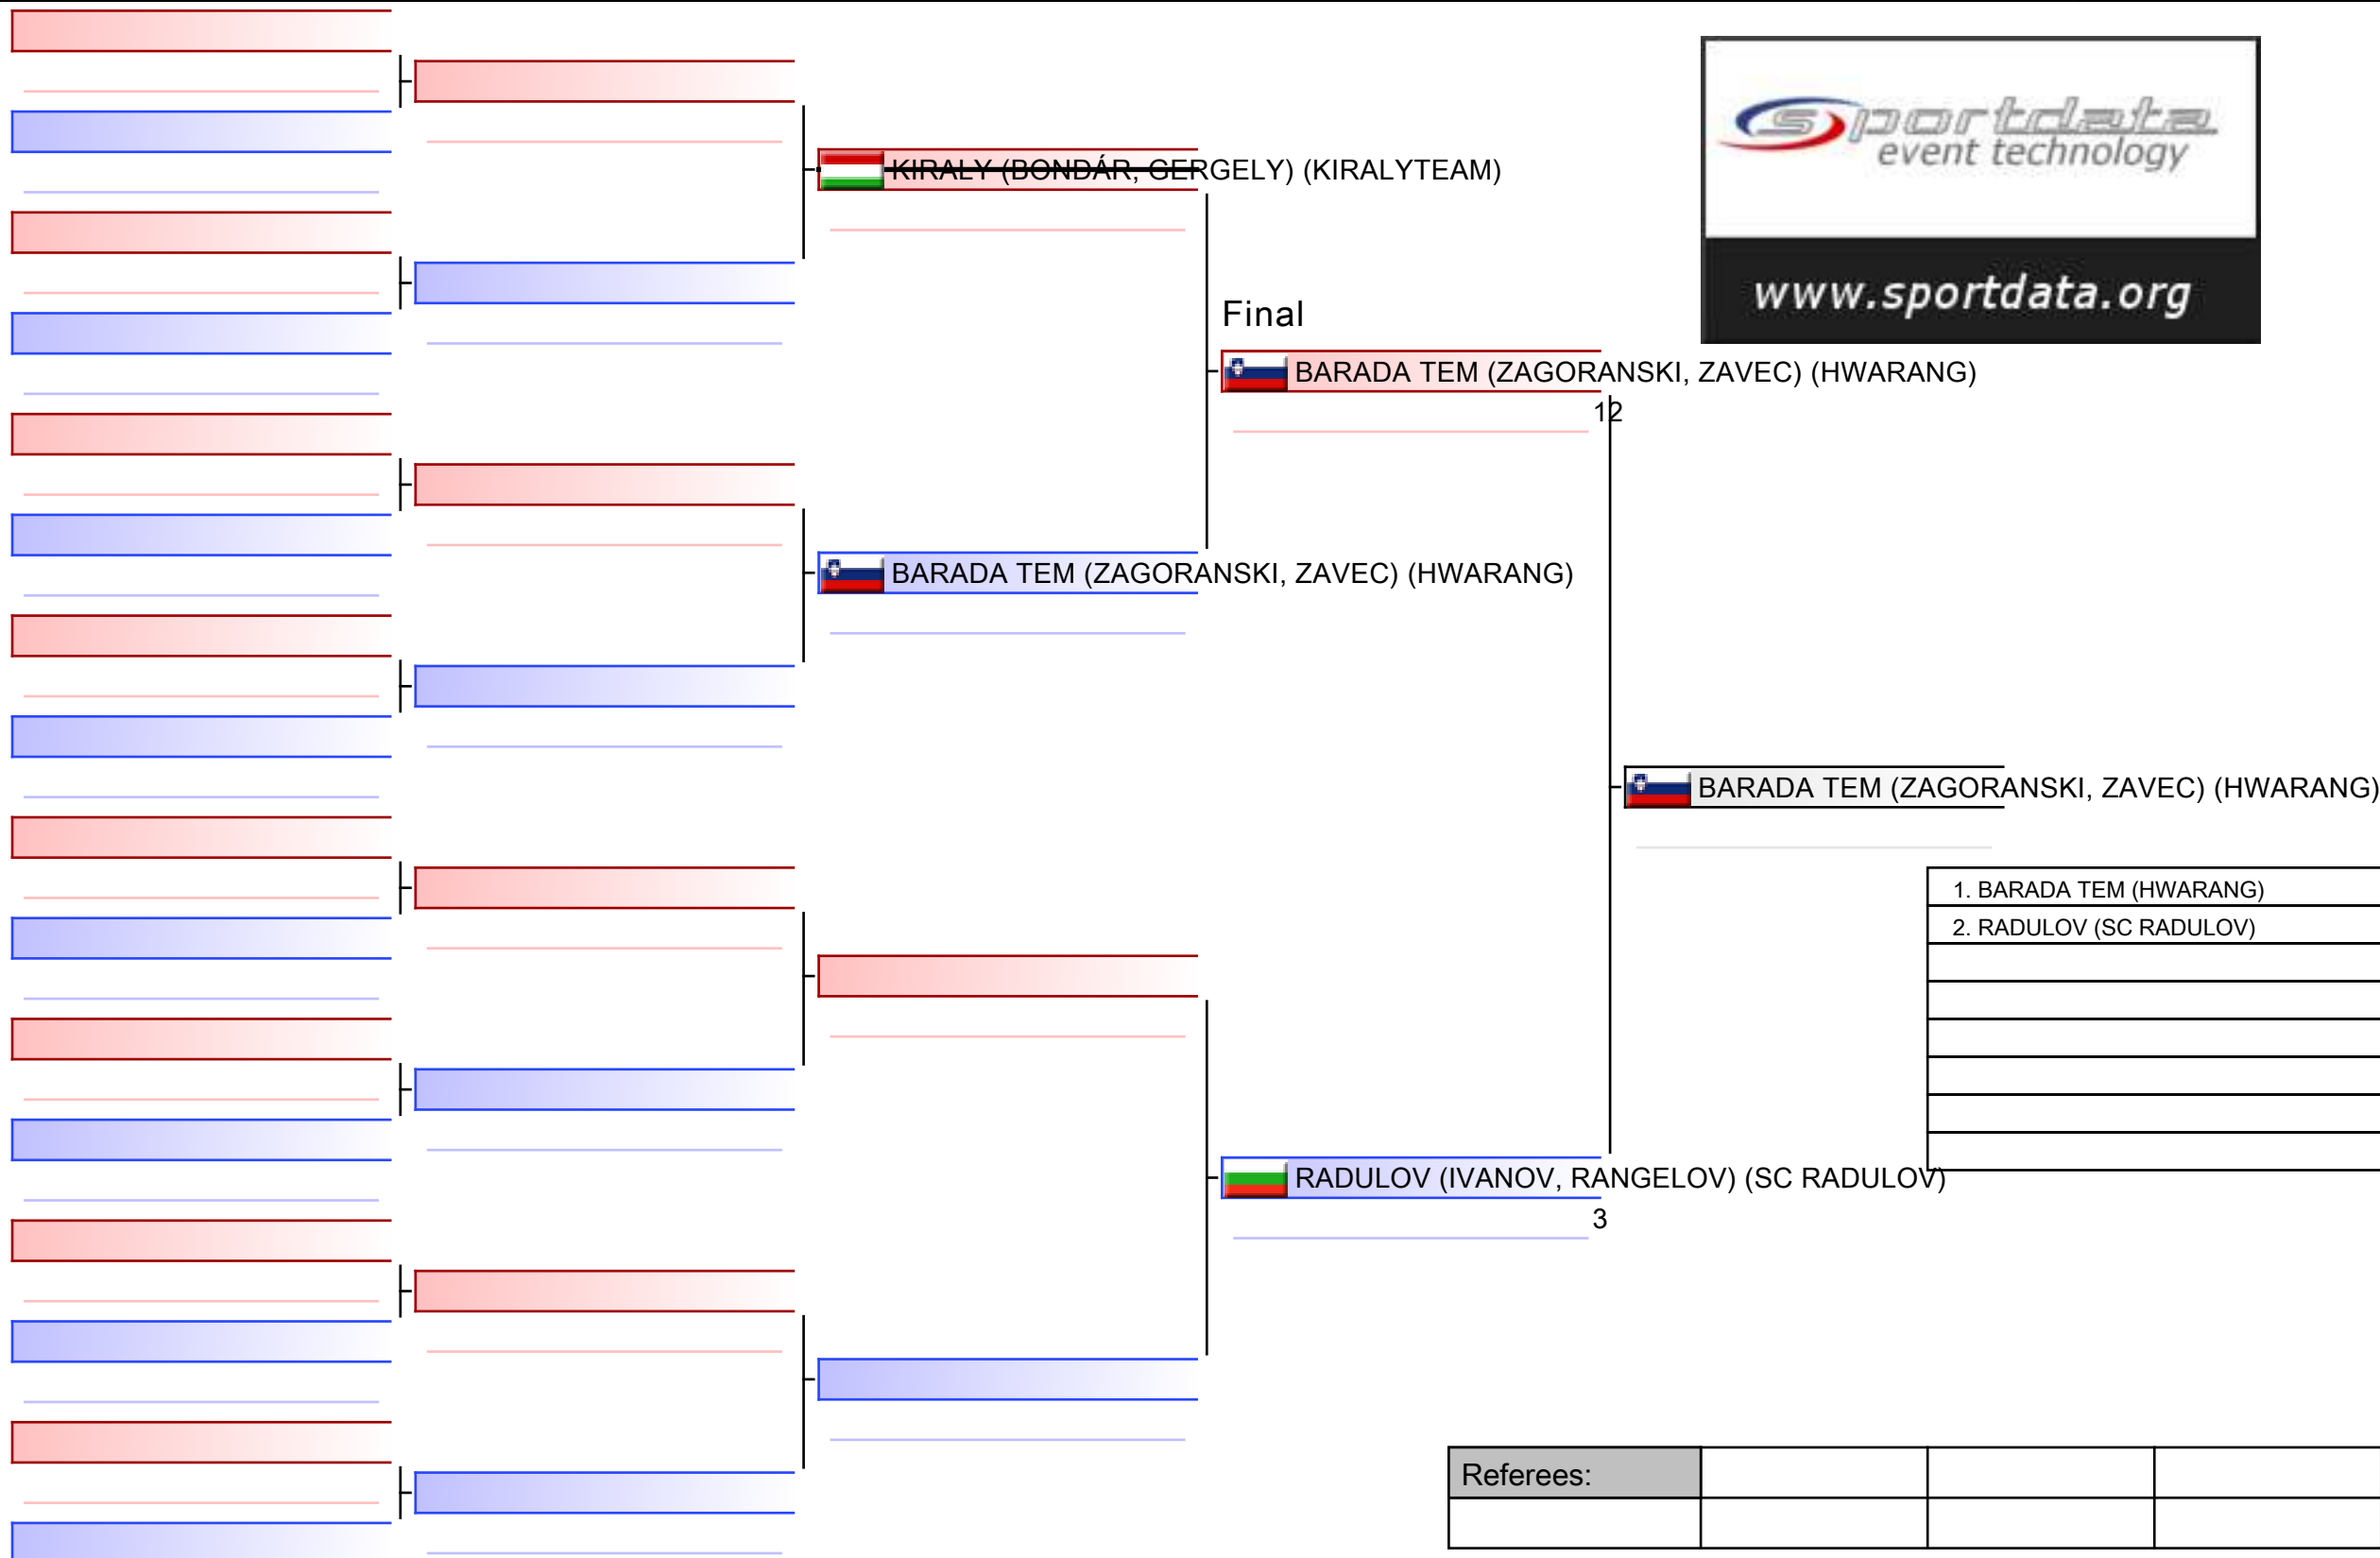 sportdata
event technology
www.sportdata.org
KIRALY (BONDÁR, GERGELY) (KIRALYTEAM)
Final
BARADA TEM (ZAGORANSKI, ZAVEC) (HWARANG)
12
BARADA TEM (ZAGORANSKI, ZAVEC) (HWARANG)
BARADA TEM (ZAGORANSKI, ZAVEC) (HWARANG)
1. BARADA TEM (HWARANG)
2. RADULOV (SC RADULOV)
RADULOV (IVANOV, RANGELOV) (SC RADULOV)
3
Referees: